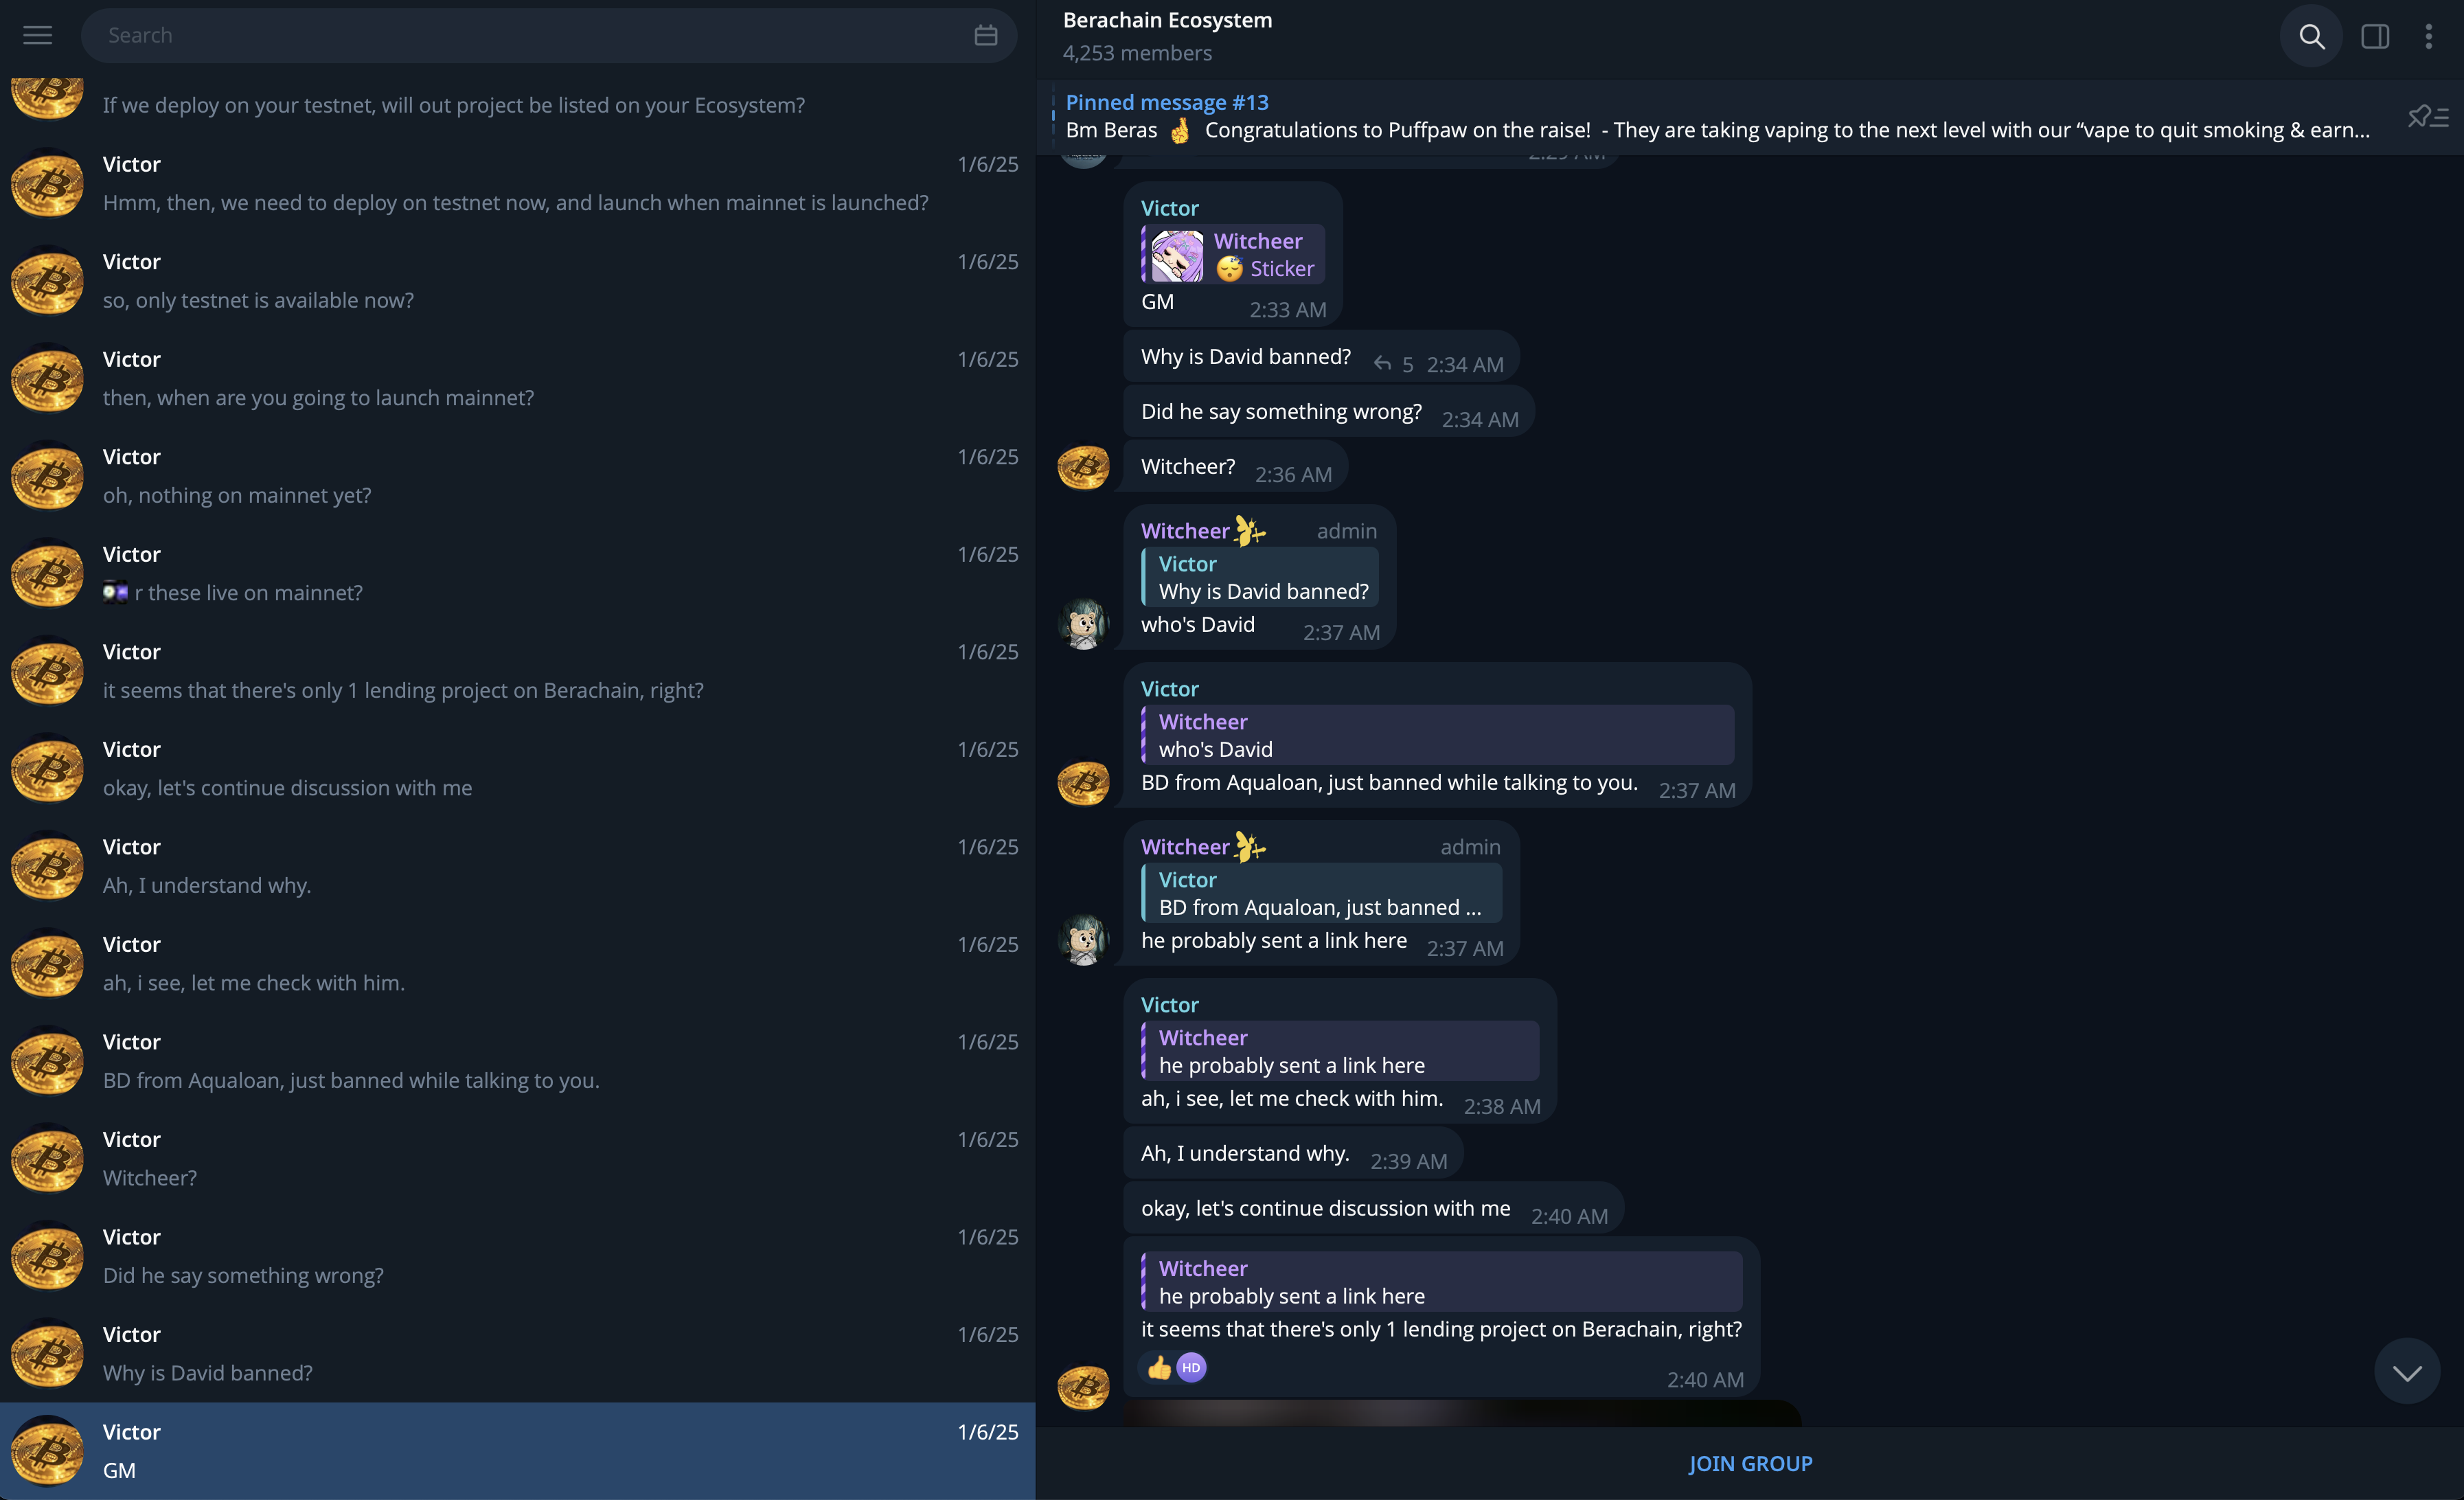 Search
If we deploy on your testnet, will out project be listed on your Ecosystem?
Victor 1/6/25
Hmm, then, we need to deploy on testnet now, and launch when mainnet is launched?
Victor 1/6/25
so, only testnet is available now?
Victor 1/6/25
then, when are you going to launch mainnet?
Victor 1/6/25
oh, nothing on mainnet yet?
Victor 1/6/25
r these live on mainnet?
Victor 1/6/25
it seems that there's only 1 lending project on Berachain, right?
Victor 1/6/25
okay, let's continue discussion with me
Victor 1/6/25
Ah, I understand why.
Victor 1/6/25
ah, i see, let me check with him.
Victor 1/6/25
BD from Aqualoan, just banned while talking to you.
Victor 1/6/25
Witcheer?
Victor 1/6/25
Did he say something wrong?
Victor 1/6/25
Why is David banned?
Victor 1/6/25
GM
Berachain Ecosystem
4,253 members
Pinned message #13
Bm Beras 🤞 Congratulations to Puffpaw on the raise! - They are taking vaping to the next level with our “vape to quit smoking & earn...
2:29 AM
Victor
Witcheer
😴 Sticker
GM 2:33 AM
Why is David banned? 5 2:34 AM
Did he say something wrong? 2:34 AM
Witcheer? 2:36 AM
Witcheer admin
Victor
Why is David banned?
who's David 2:37 AM
Victor
Witcheer
who's David
BD from Aqualoan, just banned while talking to you. 2:37 AM
Witcheer admin
Victor
BD from Aqualoan, just banned ...
he probably sent a link here 2:37 AM
Victor
Witcheer
he probably sent a link here
ah, i see, let me check with him. 2:38 AM
Ah, I understand why. 2:39 AM
okay, let's continue discussion with me 2:40 AM
Witcheer
he probably sent a link here
it seems that there's only 1 lending project on Berachain, right?
👍 HD
2:40 AM
JOIN GROUP